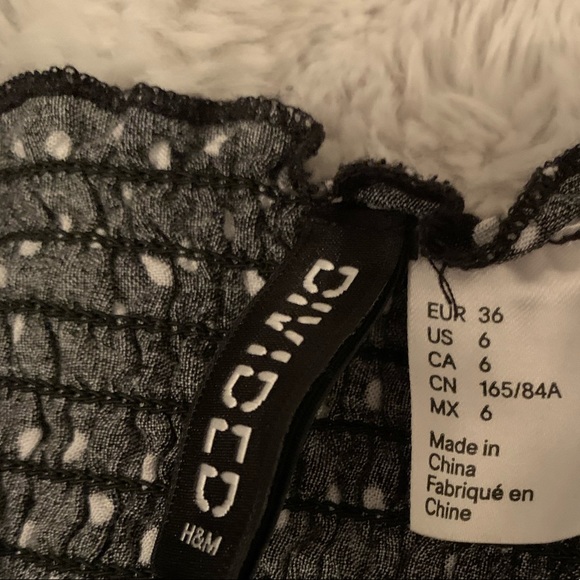 DIVIDED
H&M
EUR 36
US 6
CA 6
CN 165/84A
MX 6
Made in
China
Fabriqué en
Chine